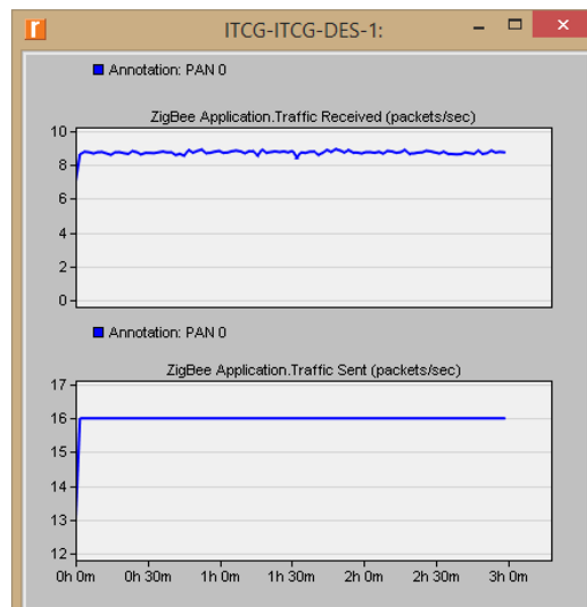 ITCG-ITCG-DES-1:
Annotation: PAN 0
ZigBee Application.Traffic Received (packets/sec)
10
8
6
4
2
0
Annotation: PAN 0
ZigBee Application.Traffic Sent (packets/sec)
17
16
15
14
13
12
0h 0m 0h 30m 1h 0m 1h 30m 2h 0m 2h 30m 3h 0m